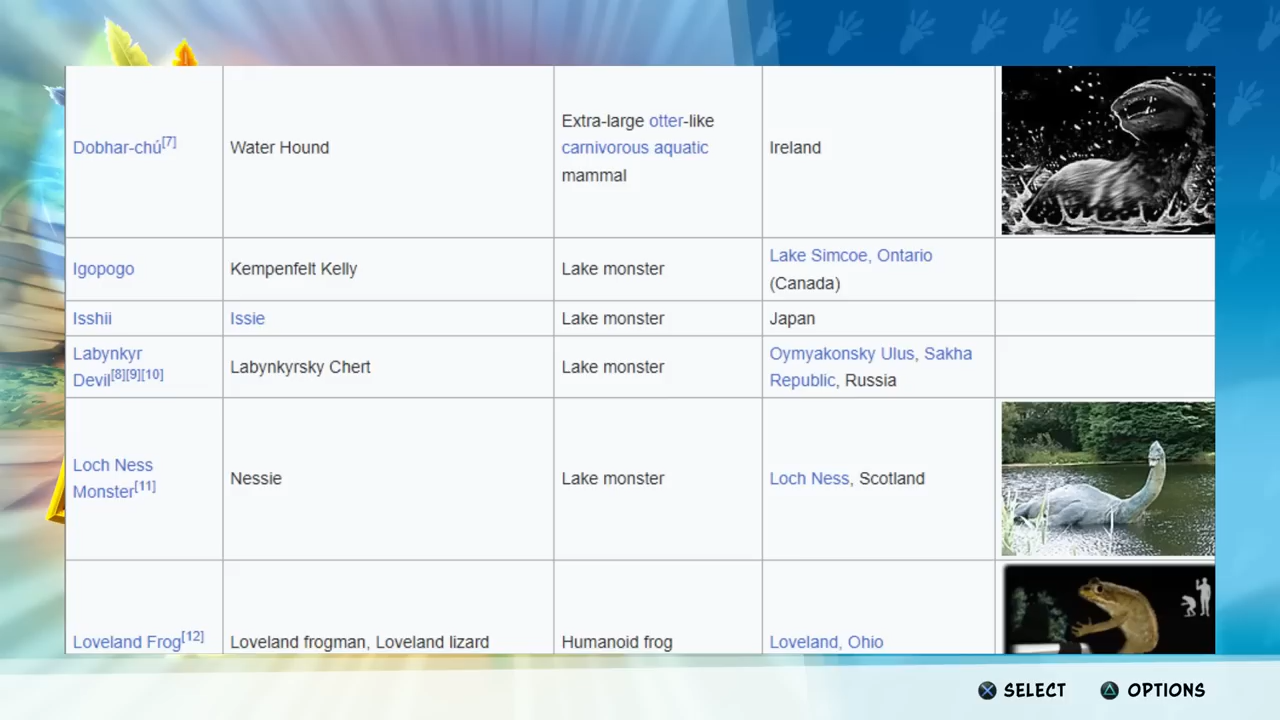 Dobhar-chú[7]
Water Hound
Extra-large otter-like
carnivorous aquatic
mammal
Ireland
Igopogo
Kempenfelt Kelly
Lake monster
Lake Simcoe, Ontario
(Canada)
Isshii
Issie
Lake monster
Japan
Labynkyr
Devil[8][9][10]
Labynkyrsky Chert
Lake monster
Oymyakonsky Ulus, Sakha
Republic, Russia
Loch Ness
Monster[11]
Nessie
Lake monster
Loch Ness, Scotland
Loveland Frog[12]
Loveland frogman, Loveland lizard
Humanoid frog
Loveland, Ohio
SELECT
OPTIONS